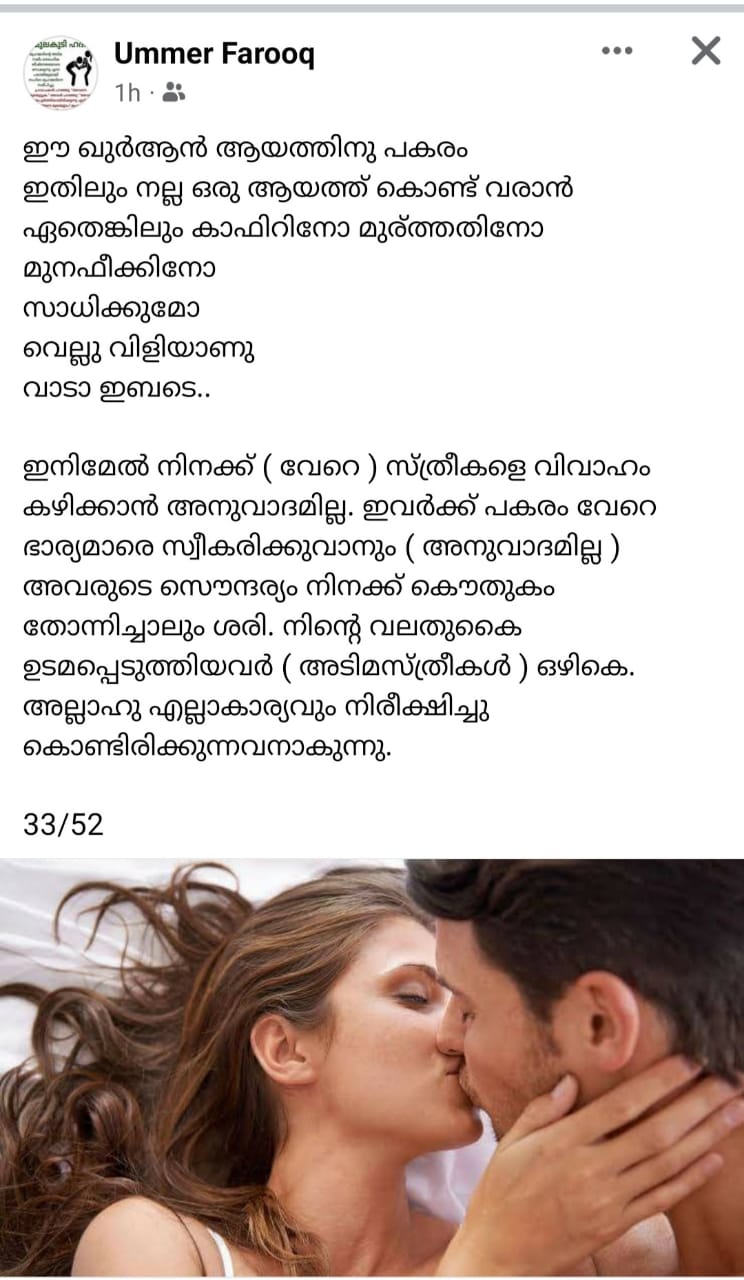 Ummer Farooq
1h
ഈ ഖുർആൻ ആയത്തിനു പകരം
ഇതിലും നല്ല ഒരു ആയത്ത് കൊണ്ട് വരാൻ
ഏതെങ്കിലും കാഫിറിനോ മുര്‌ത്തതിനോ
മുനഫീക്കിനോ
സാധിക്കുമോ
വെല്ലു വിളിയാണു
വാടാ ഇബടെ..
ഇനിമേൽ നിനക്ക് ( വേറെ ) സ്ത്രീകളെ വിവാഹം
കഴിക്കാൻ അനുവാദമില്ല. ഇവർക്ക് പകരം വേറെ
ഭാര്യമാരെ സ്വീകരിക്കുവാനും ( അനുവാദമില്ല )
അവരുടെ സൌന്ദര്യം നിനക്ക് കൌതുകം
തോന്നിച്ചാലും ശരി. നിന്റെ വലതുകൈ
ഉടമപ്പെടുത്തിയവർ ( അടിമസ്ത്രീകൾ ) ഒഴികെ.
അല്ലാഹു എല്ലാകാര്യവും നിരീക്ഷിച്ചു
കൊണ്ടിരിക്കുന്നവനാകുന്നു.
33/52